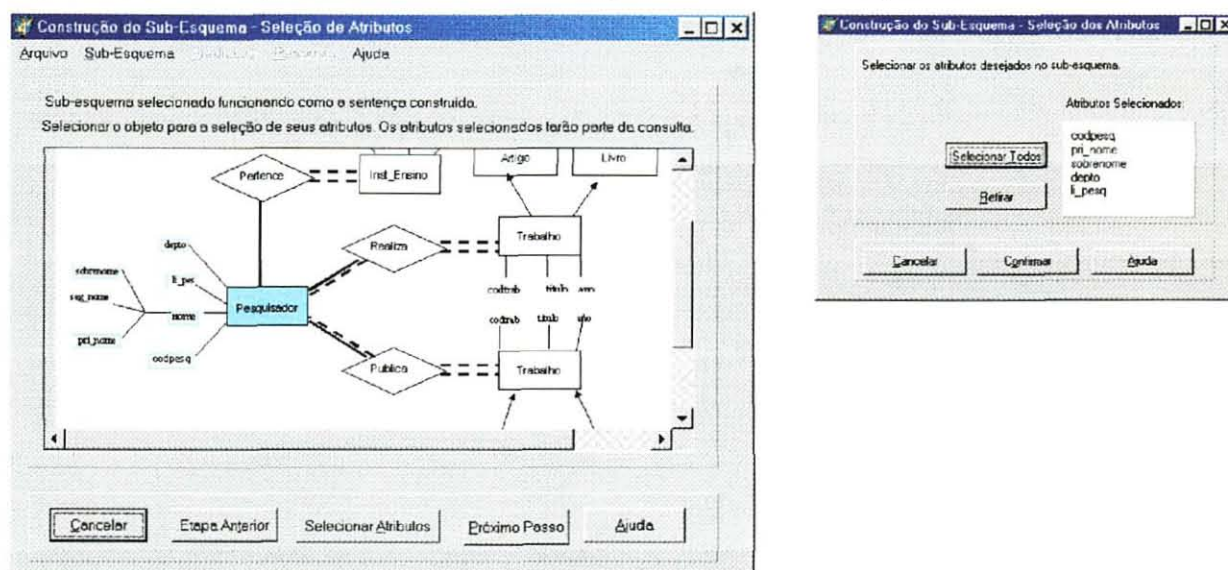 Construção do Sub-Esquema - Seleção de Atributos
Arquivo Sub-Esquema Ajuda
Sub-esquema selecionado funcionando como a sentença construída.
Selecionar o objeto para a seleção de seus atributos. Os atributos selecionados farão parte da consulta.
Artigo Livro
Pertence Inst_Ensino
Realiza Trabalho
depto
sobrenome
li_pes
seg_nome
nome Pesquisador
codtrab titulo ano
pri_nome
codpesq
codtrab titulo ano
Publica Trabalho
Cancelar Etapa Anterior Selecionar Atributos Próximo Passo Ajuda
Construção do Sub-Esquema - Seleção dos Atributos
Selecionar os atributos desejados no sub-esquema.
Atributos Selecionados:
codpesq
pri_nome
sobrenome
depto
li_pesq
Selecionar Todos
Retirar
Cancelar Confirmar Ajuda